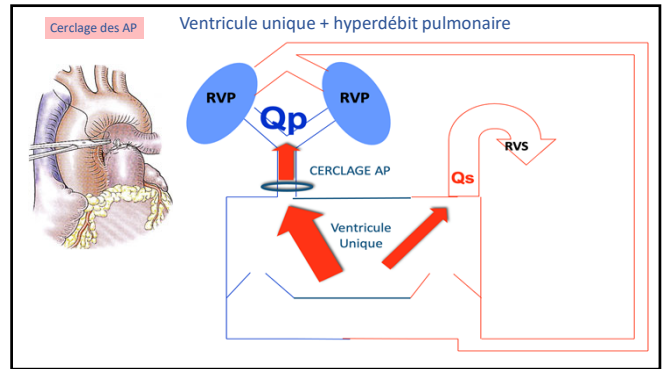 Cerclage des AP
Ventricule unique + hyperdébit pulmonaire
RVP
RVP
Qp
RVS
CERCLAGE AP
Qs
Ventricule
Unique